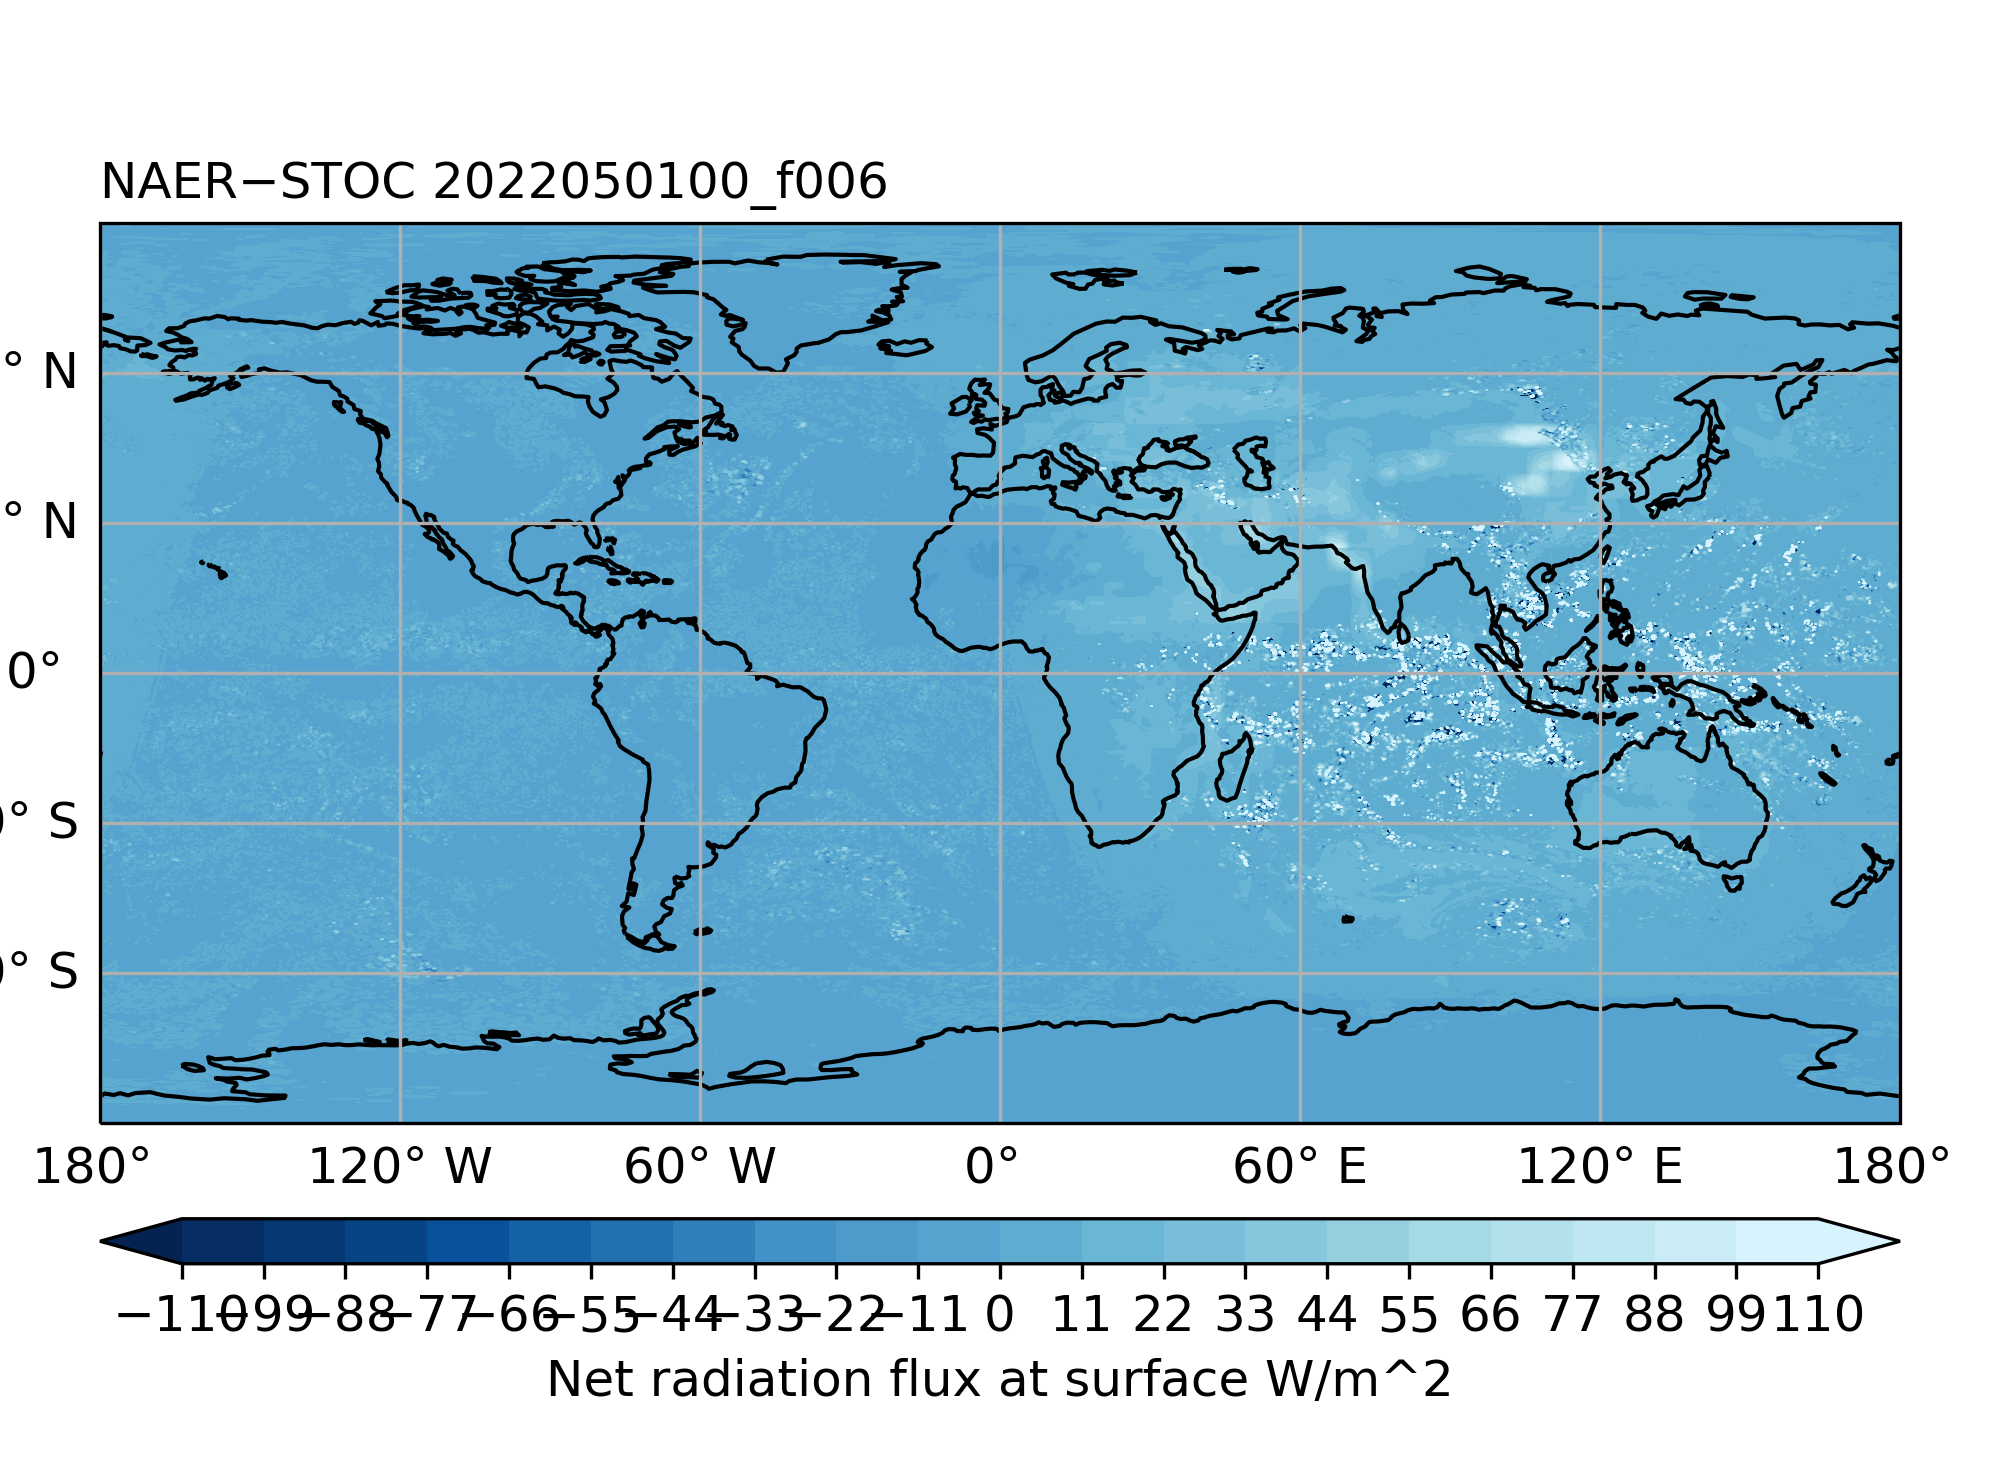 NAER−STOC 2022050100_f006
° N
° N
0°
° S
° S
180° 120° W 60° W 0° 60° E 120° E 180°
−110 −99 −88 −77 −66 −55 −44 −33 −22 −11 0 11 22 33 44 55 66 77 88 99 110
Net radiation flux at surface W/m^2